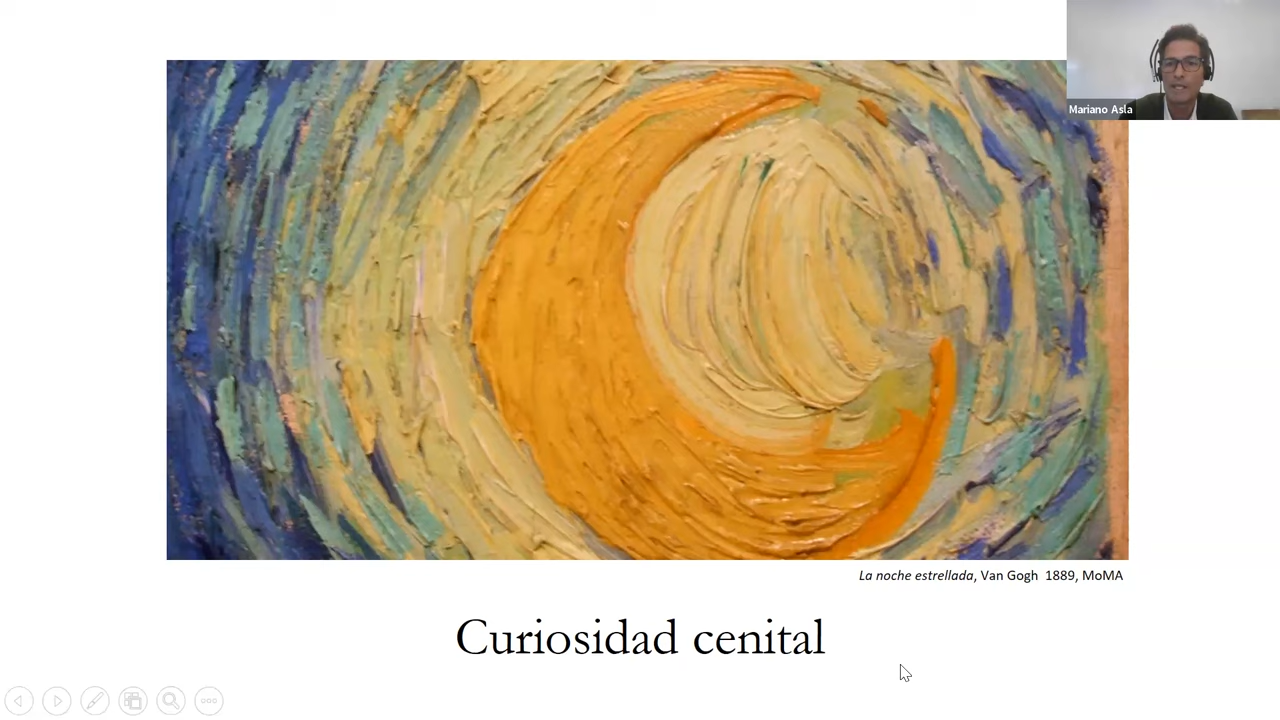 Mariano Asla
La noche estrellada, Van Gogh 1889, MoMA
Curiosidad cenital